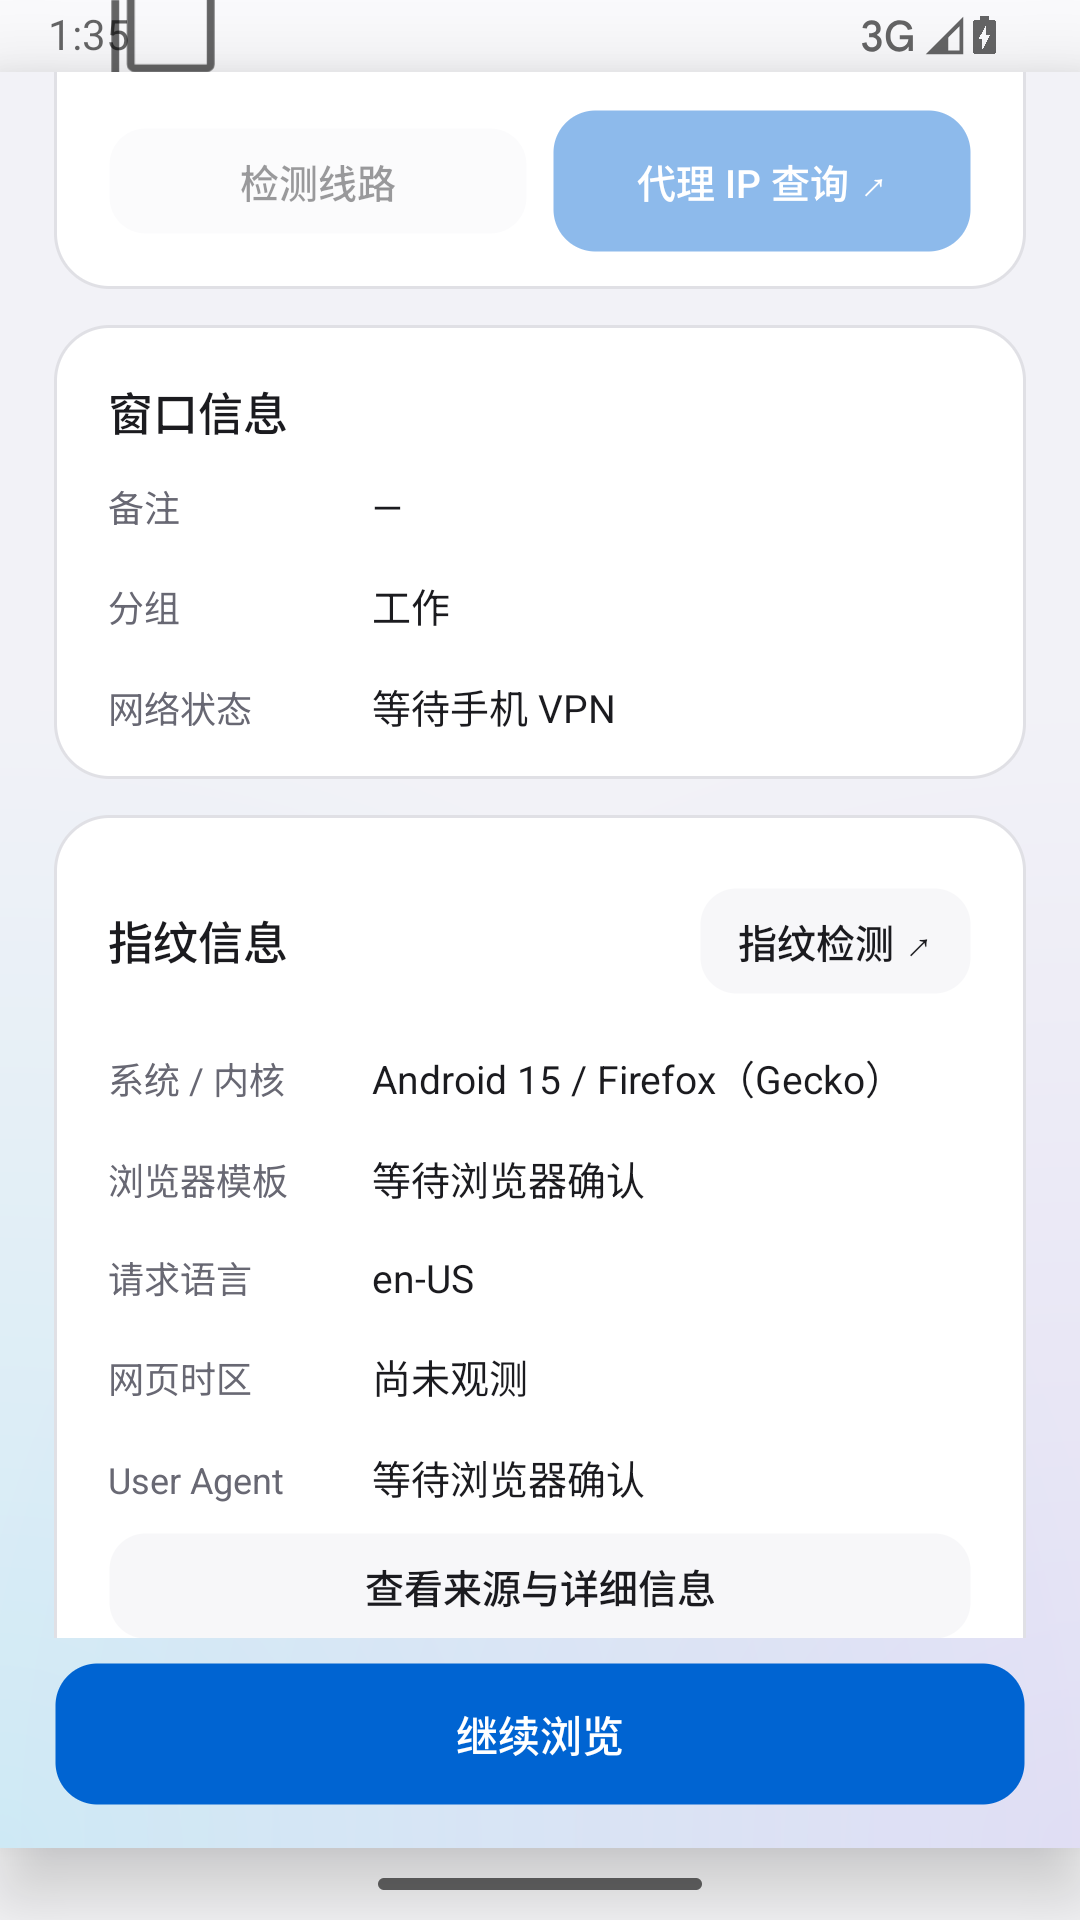 1:35
3G
检测线路
代理 IP 查询 ↗
窗口信息
备注 –
分组 工作
网络状态 等待手机 VPN
指纹信息
指纹检测 ↗
系统 / 内核 Android 15 / Firefox（Gecko）
浏览器模板 等待浏览器确认
请求语言 en-US
网页时区 尚未观测
User Agent 等待浏览器确认
查看来源与详细信息
继续浏览